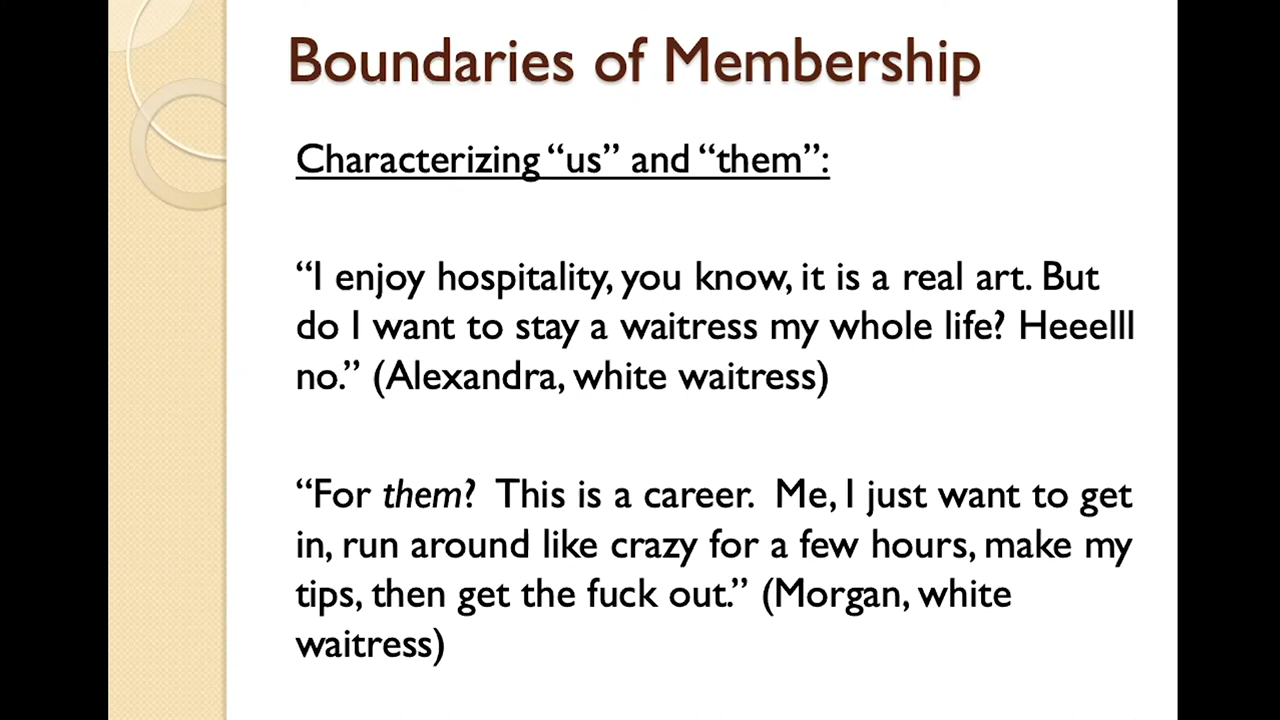 Boundaries of Membership
Characterizing “us” and “them”:
“I enjoy hospitality, you know, it is a real art. But
do I want to stay a waitress my whole life? Heeelll
no.” (Alexandra, white waitress)
“For them?  This is a career.  Me, I just want to get
in, run around like crazy for a few hours, make my
tips, then get the fuck out.” (Morgan, white
waitress)